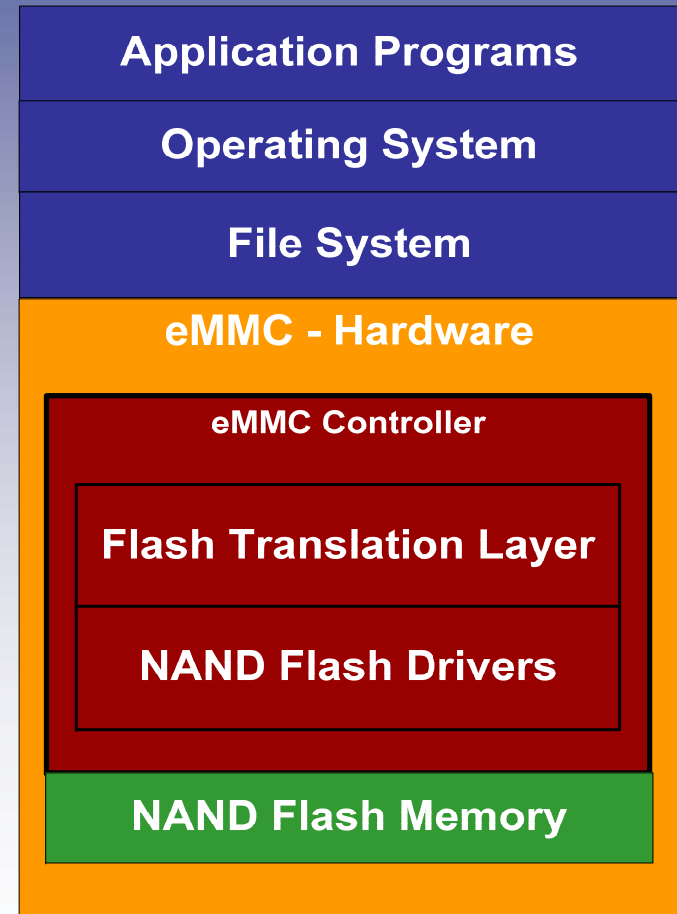 Application Programs
Operating System
File System
eMMC - Hardware
eMMC Controller
Flash Translation Layer
NAND Flash Drivers
NAND Flash Memory